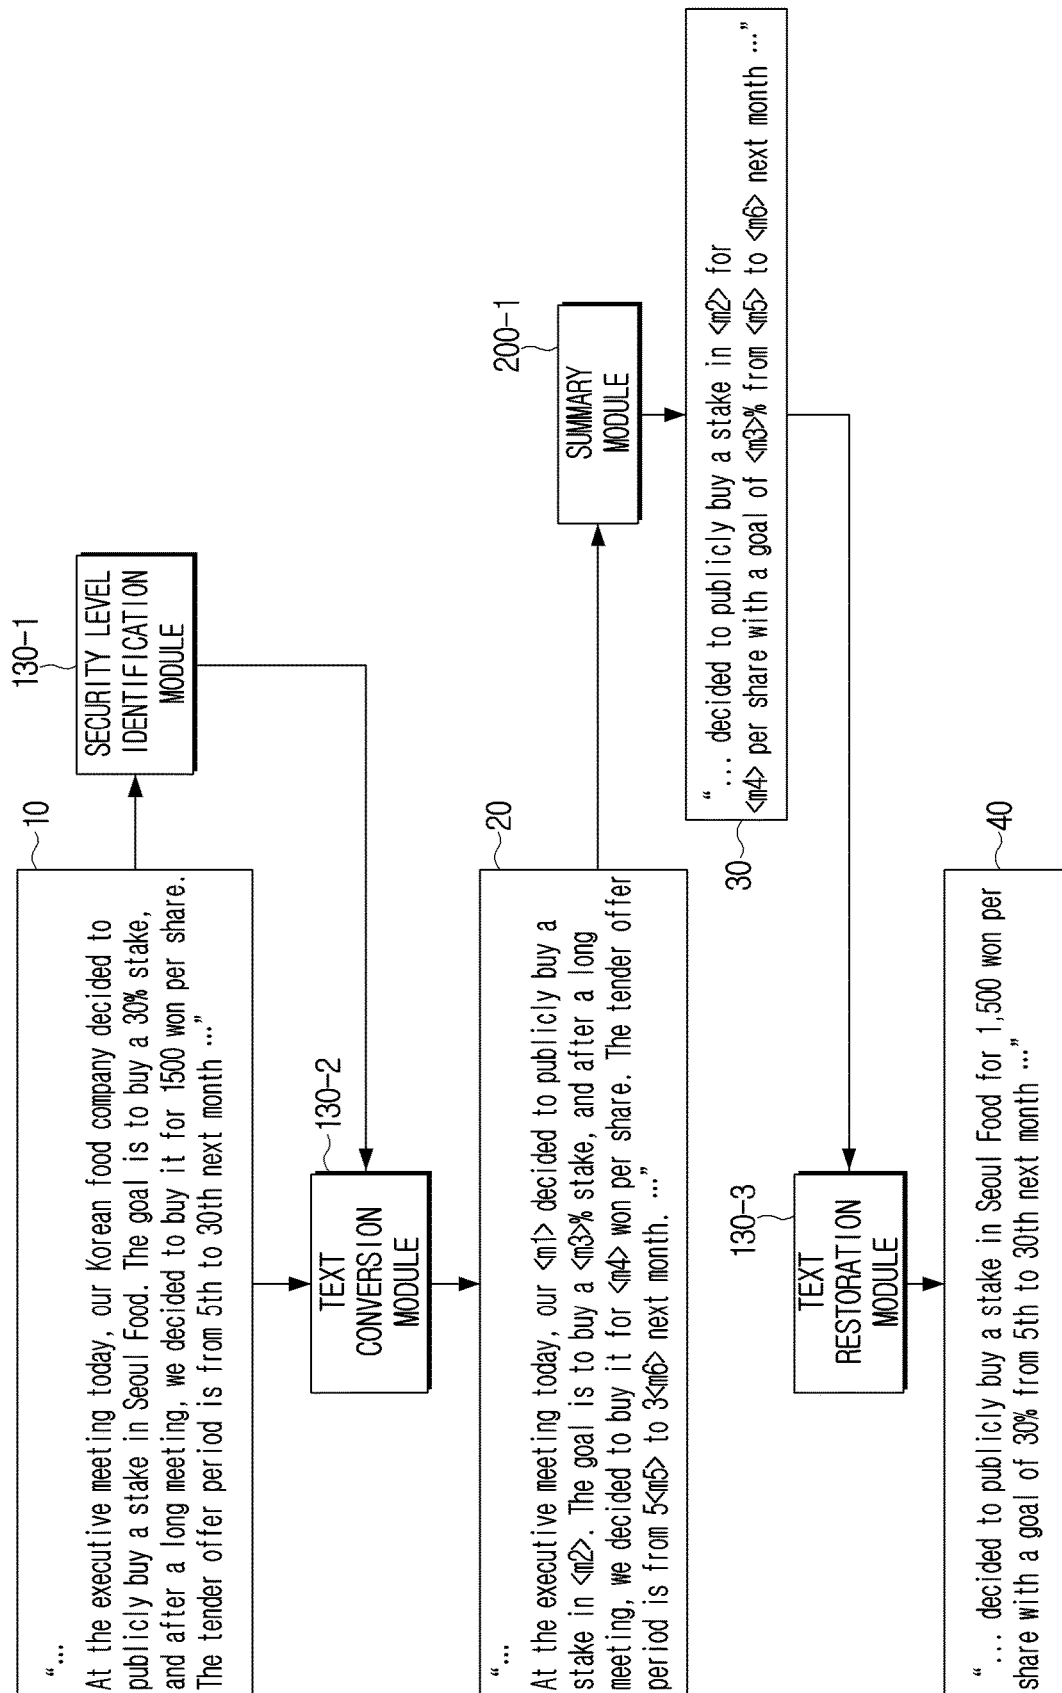 10
“...
At the executive meeting today, our Korean food company decided to
publicly buy a stake in Seoul Food. The goal is to buy a 30% stake,
and after a long meeting, we decided to buy it for 1500 won per share.
The tender offer period is from 5th to 30th next month ...”
130-1
SECURITY LEVEL
IDENTIFICATION
MODULE
130-2
TEXT
CONVERSION
MODULE
20
“...
At the executive meeting today, our <m1> decided to publicly buy a
stake in <m2>. The goal is to buy a <m3>% stake, and after a long
meeting, we decided to buy it for <m4> won per share. The tender offer
period is from 5<m5> to 3<m6> next month. ...”
200-1
SUMMARY
MODULE
30
“ ... decided to publicly buy a stake in <m2> for
<m4> per share with a goal of <m3>% from <m5> to <m6> next month ...”
130-3
TEXT
RESTORATION
MODULE
40
“ ... decided to publicly buy a stake in Seoul Food for 1,500 won per
share with a goal of 30% from 5th to 30th next month ...”